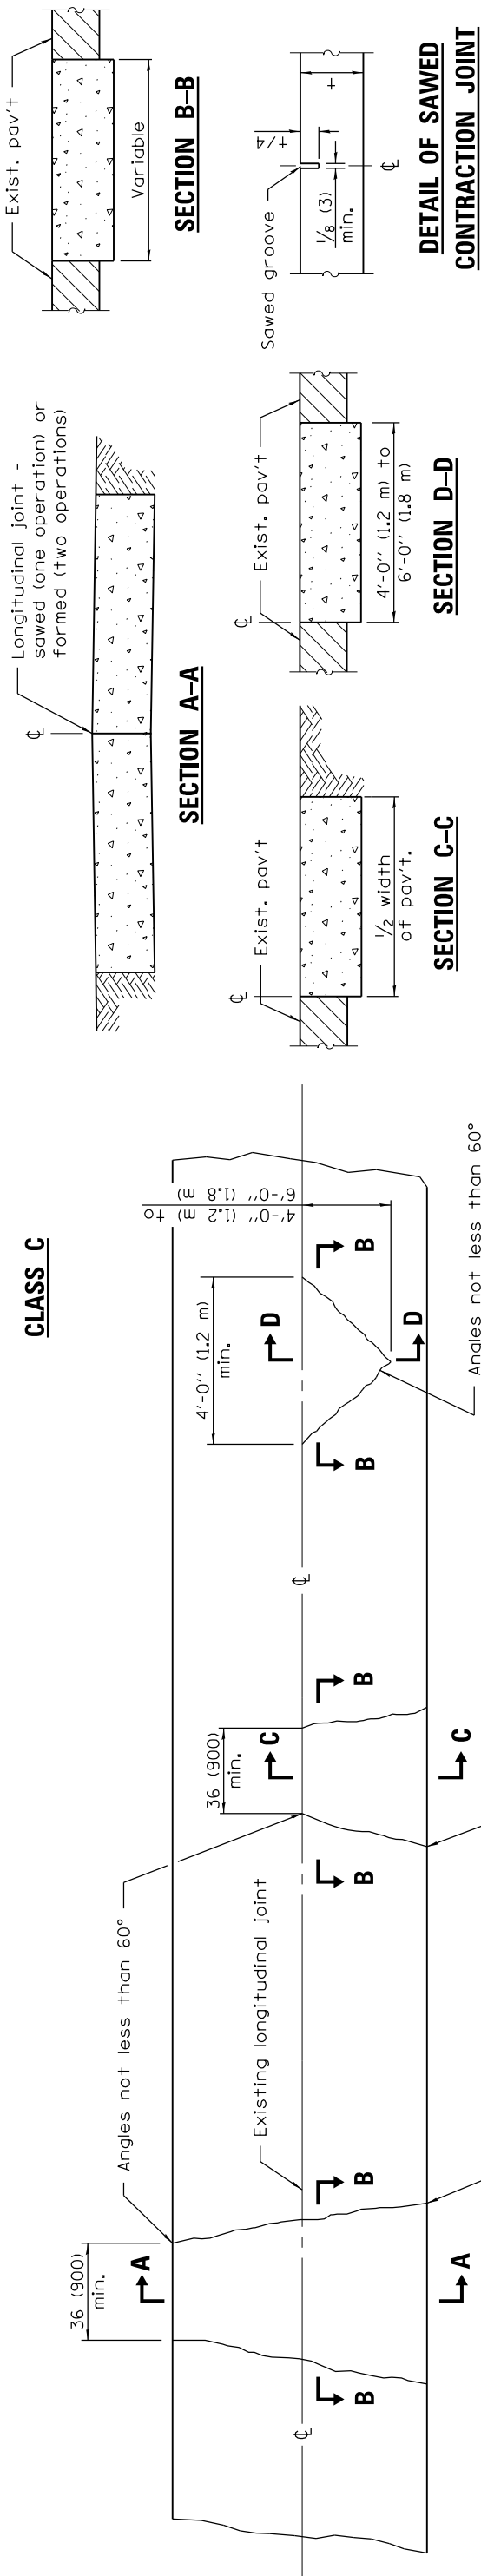 CLASS C
36 (900)
min.
A
A
Angles not less than 60°
B
B
℄
Existing longitudinal joint
36 (900)
min.
C
C
B
B
℄
4'-0" (1.2 m)
min.
D
D
B
B
4'-0" (1.2 m) to
6'-0" (1.8 m)
Angles not less than 60°
℄
Longitudinal joint -
sawed (one operation) or
formed (two operations)
SECTION A–A
Exist. pav't
Variable
SECTION B–B
℄
Exist. pav't
1/2 width
of pav't.
SECTION C–C
℄
Exist. pav't
4'-0" (1.2 m) to
6'-0" (1.8 m)
SECTION D–D
Sawed groove
t/4
t
1/8 (3)
min.
℄
DETAIL OF SAWED
CONTRACTION JOINT